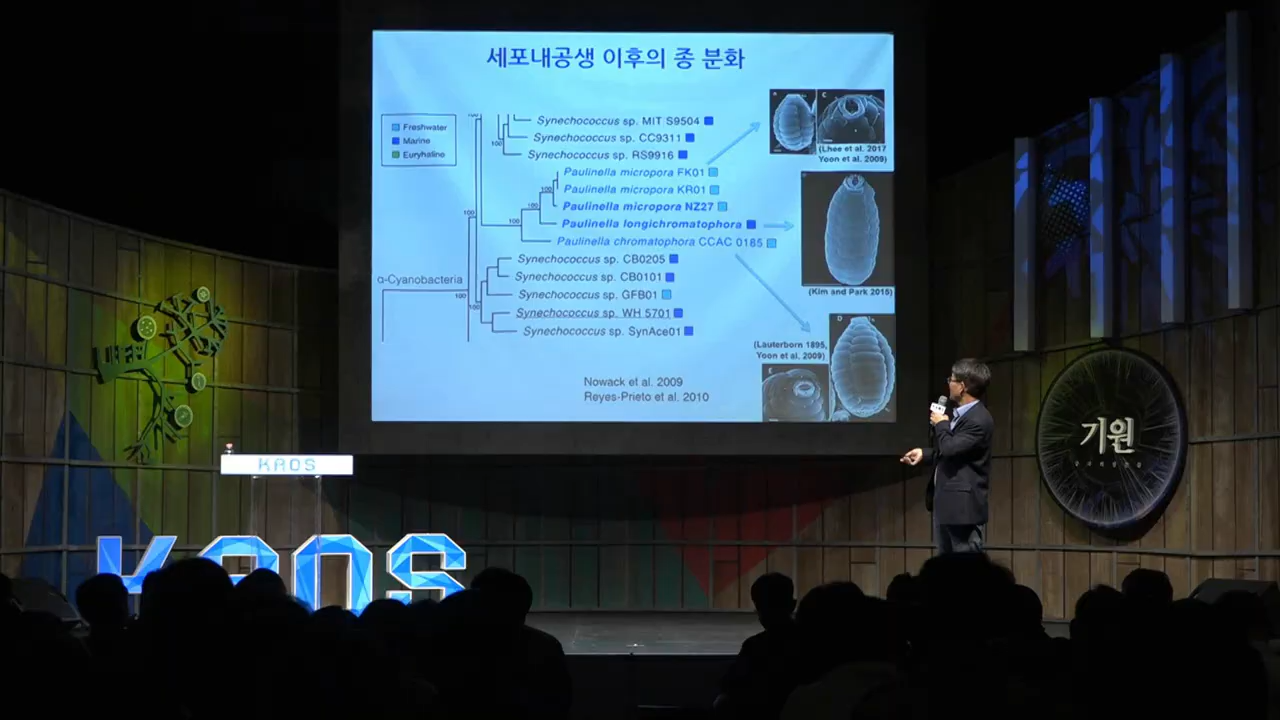 세포내공생 이후의 종 분화
Freshwater
Marine
Euryhaline
Synechococcus sp. MIT S9504
Synechococcus sp. CC9311
Synechococcus sp. RS9916
Paulinella micropora FK01
Paulinella micropora KR01
Paulinella micropora NZ27
Paulinella longichromatophora
Paulinella chromatophora CCAC 0185
Synechococcus sp. CB0205
Synechococcus sp. CB0101
Synechococcus sp. GFB01
Synechococcus sp. WH 5701
Synechococcus sp. SynAce01
α-Cyanobacteria
100
100
100
100
100
100
(Lhee et al. 2017
Yoon et al. 2009)
(Kim and Park 2015)
(Lauterborn 1895,
Yoon et al. 2009)
Nowack et al. 2009
Reyes-Prieto et al. 2010
KAOS
KAOS
기원